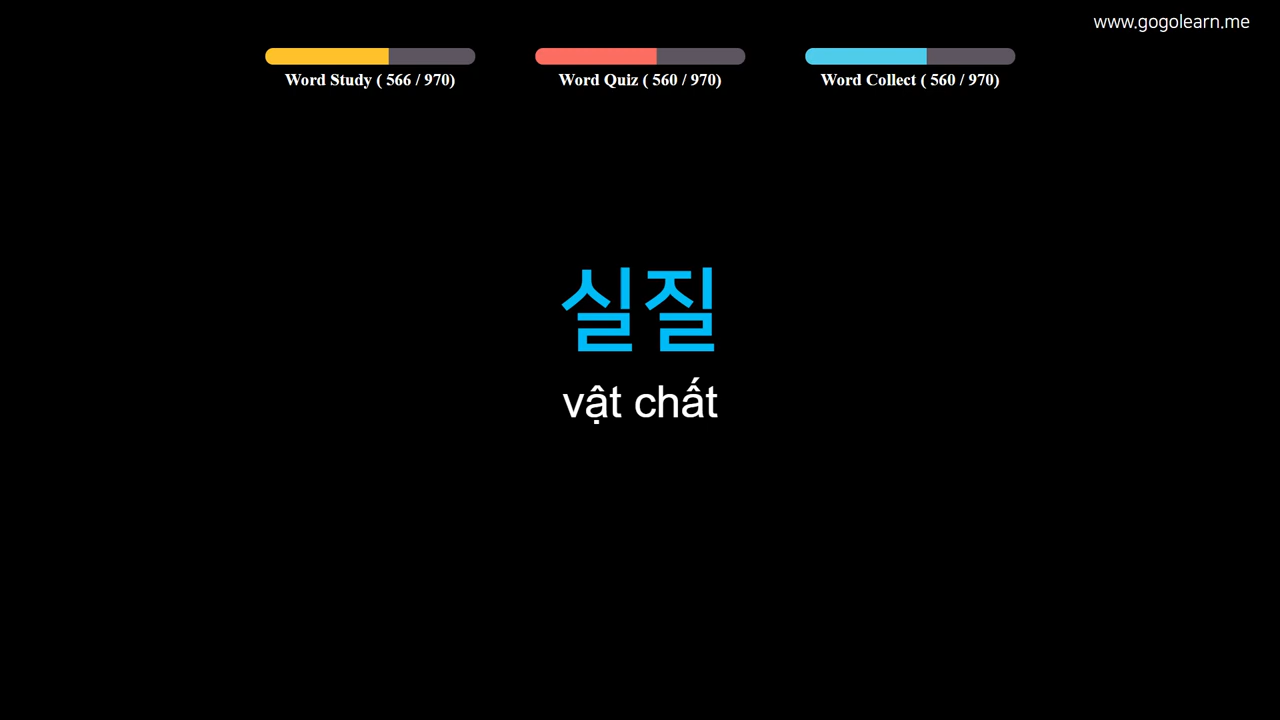 www.gogolearn.me
Word Study ( 566 / 970)
Word Quiz ( 560 / 970)
Word Collect ( 560 / 970)
실질
vật chất